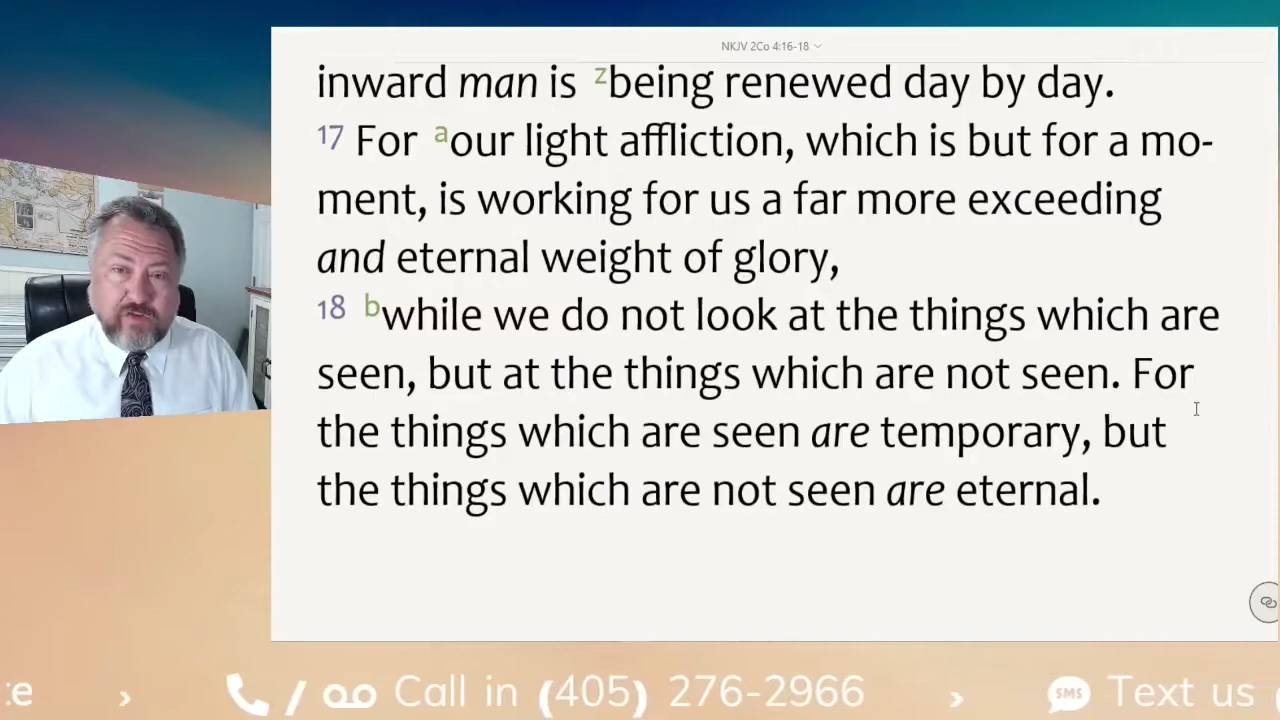 NKJV 2Co 4:16-18
inward man is zbeing renewed day by day.
17 For aour light affliction, which is but for a mo-
ment, is working for us a far more exceeding
and eternal weight of glory,
18 bwhile we do not look at the things which are
seen, but at the things which are not seen. For
the things which are seen are temporary, but
the things which are not seen are eternal.
Call in (405) 276-2966 › SMS Text us